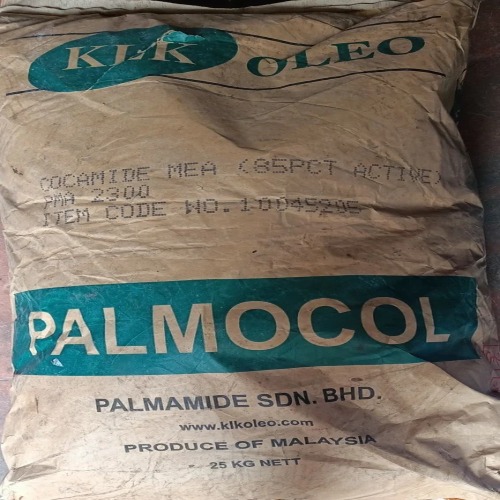 KLK OLEO
COCAMIDE MEA (85PCT ACTIVE)
PMA 2300
ITEM CODE NO.10045205
PALMOCOL
PALMAMIDE SDN. BHD.
www.klkoleo.com
PRODUCE OF MALAYSIA
25 KG NETT